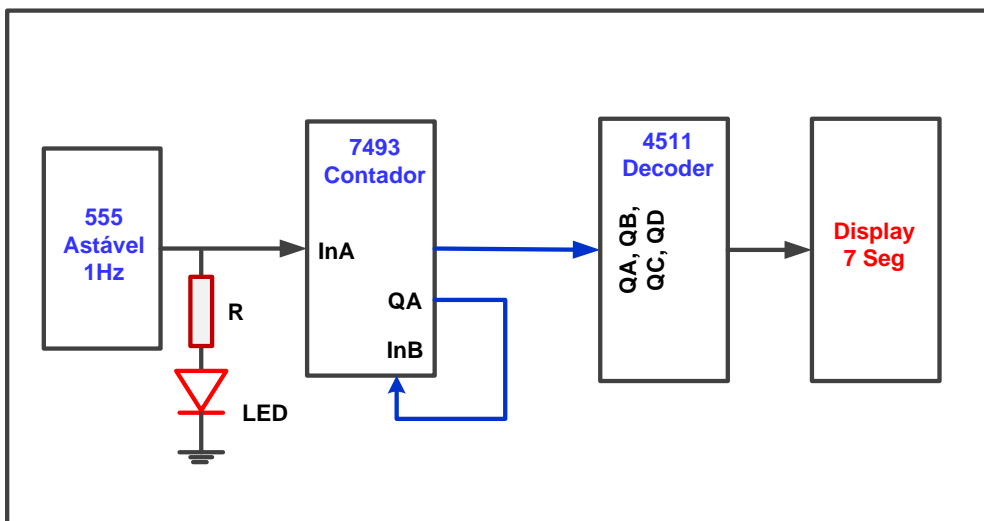 555
Astável
1Hz
R
LED
7493
Contador
InA
QA
InB
4511
Decoder
QA, QB,
QC, QD
Display
7 Seg